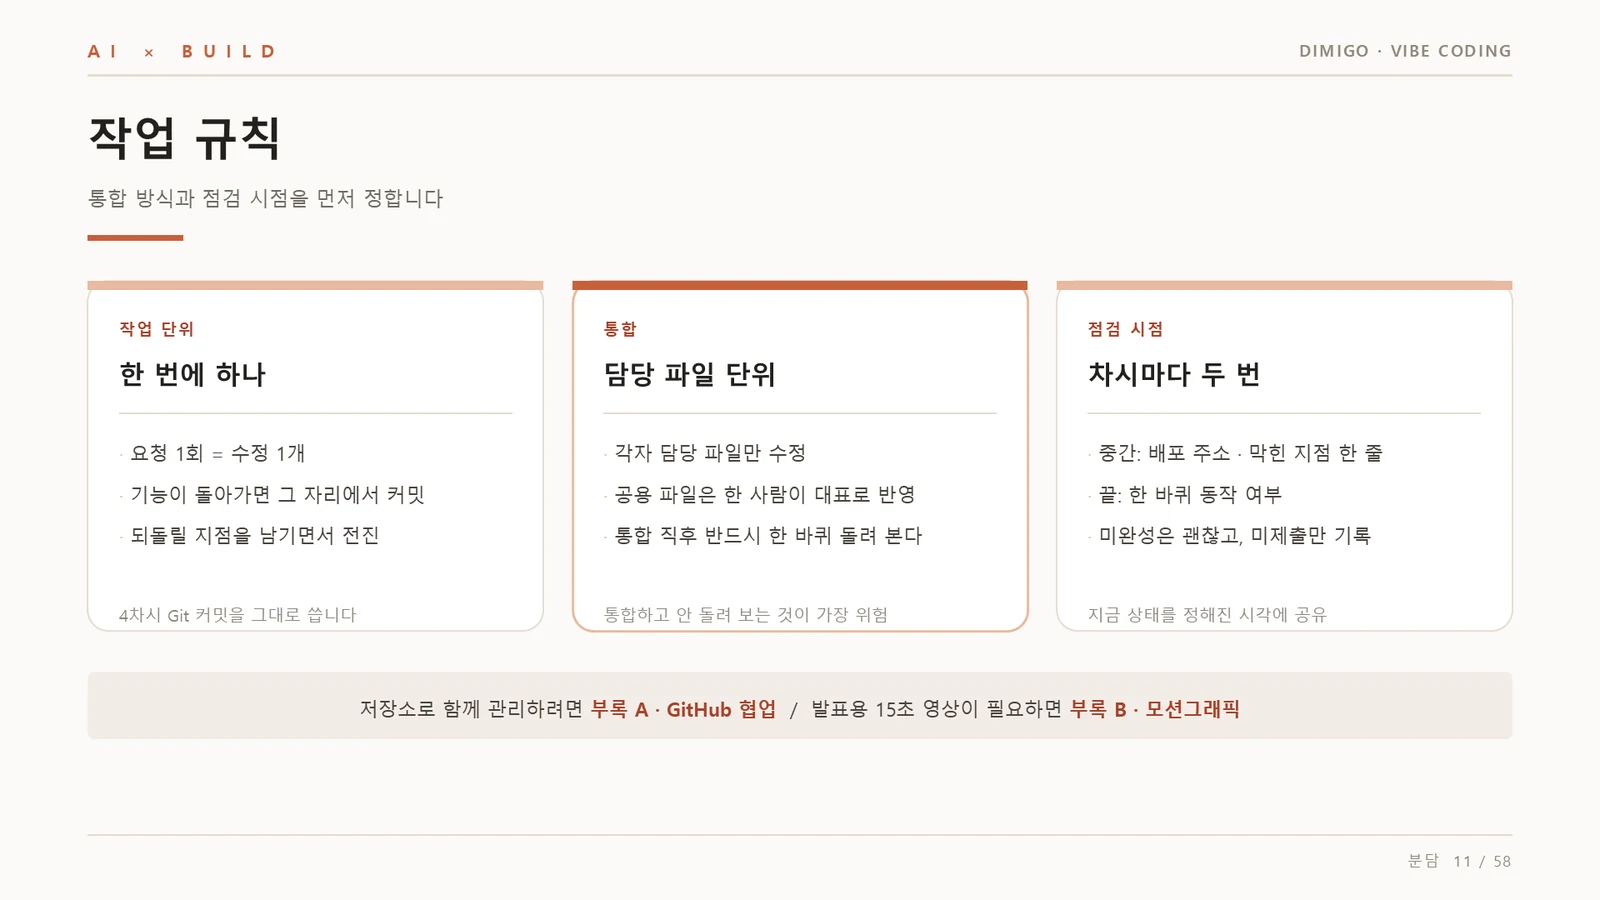 AI × BUILD
DIMIGO · VIBE CODING
작업 규칙
통합 방식과 점검 시점을 먼저 정합니다
작업 단위
한 번에 하나
· 요청 1회 = 수정 1개
· 기능이 돌아가면 그 자리에서 커밋
· 되돌릴 지점을 남기면서 전진
4차시 Git 커밋을 그대로 씁니다
통합
담당 파일 단위
· 각자 담당 파일만 수정
· 공용 파일은 한 사람이 대표로 반영
· 통합 직후 반드시 한 바퀴 돌려 본다
통합하고 안 돌려 보는 것이 가장 위험
점검 시점
차시마다 두 번
· 중간: 배포 주소 · 막힌 지점 한 줄
· 끝: 한 바퀴 동작 여부
· 미완성은 괜찮고, 미제출만 기록
지금 상태를 정해진 시각에 공유
저장소로 함께 관리하려면 부록 A · GitHub 협업 / 발표용 15초 영상이 필요하면 부록 B · 모션그래픽
분담 11 / 58